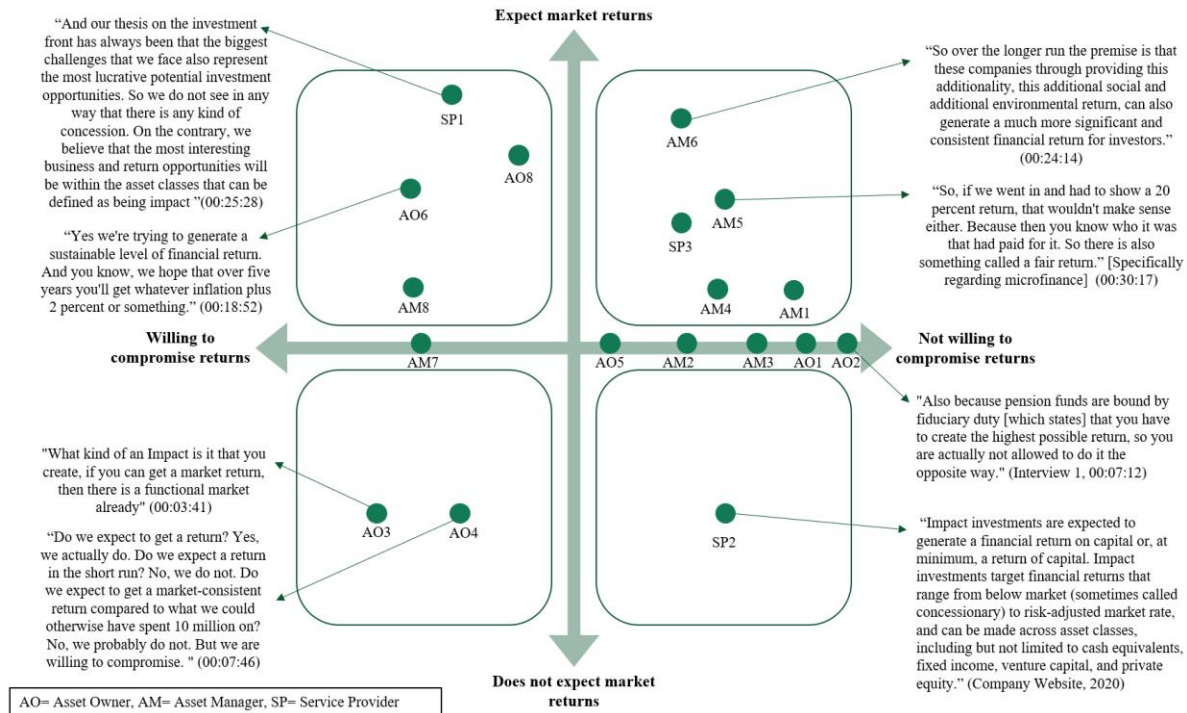 Expect market returns
“And our thesis on the investment
front has always been that the biggest
challenges that we face also represent
the most lucrative potential investment
opportunities. So we do not see in any
way that there is any kind of
concession. On the contrary, we
believe that the most interesting
business and return opportunities will
be within the asset classes that can be
defined as being impact ”(00:25:28)
“Yes we're trying to generate a
sustainable level of financial return.
And you know, we hope that over five
years you'll get whatever inflation plus
2 percent or something.” (00:18:52)
SP1
AO8
AO6
AM8
AM6
AM5
SP3
AM4
AM1
“So over the longer run the premise is that
these companies through providing this
additionality, this additional social and
additional environmental return, can also
generate a much more significant and
consistent financial return for investors.”
(00:24:14)
“So, if we went in and had to show a 20
percent return, that wouldn't make sense
either. Because then you know who it was
that had paid for it. So there is also
something called a fair return.” [Specifically
regarding microfinance] (00:30:17)
Willing to
compromise returns
AM7
AO5
AM2
AM3
AO1
AO2
Not willing to
compromise returns
"What kind of an Impact is it that you
create, if you can get a market return,
then there is a functional market
already" (00:03:41)
“Do we expect to get a return? Yes,
we actually do. Do we expect a return
in the short run? No, we do not. Do
we expect to get a market-consistent
return compared to what we could
otherwise have spent 10 million on?
No, we probably do not. But we are
willing to compromise. " (00:07:46)
AO3
AO4
SP2
"Also because pension funds are bound by
fiduciary duty [which states] that you have
to create the highest possible return, so you
are actually not allowed to do it the
opposite way." (Interview 1, 00:07:12)
“Impact investments are expected to
generate a financial return on capital or, at
minimum, a return of capital. Impact
investments target financial returns that
range from below market (sometimes called
concessionary) to risk-adjusted market rate,
and can be made across asset classes,
including but not limited to cash equivalents,
fixed income, venture capital, and private
equity.” (Company Website, 2020)
Does not expect market
returns
AO= Asset Owner, AM= Asset Manager, SP= Service Provider